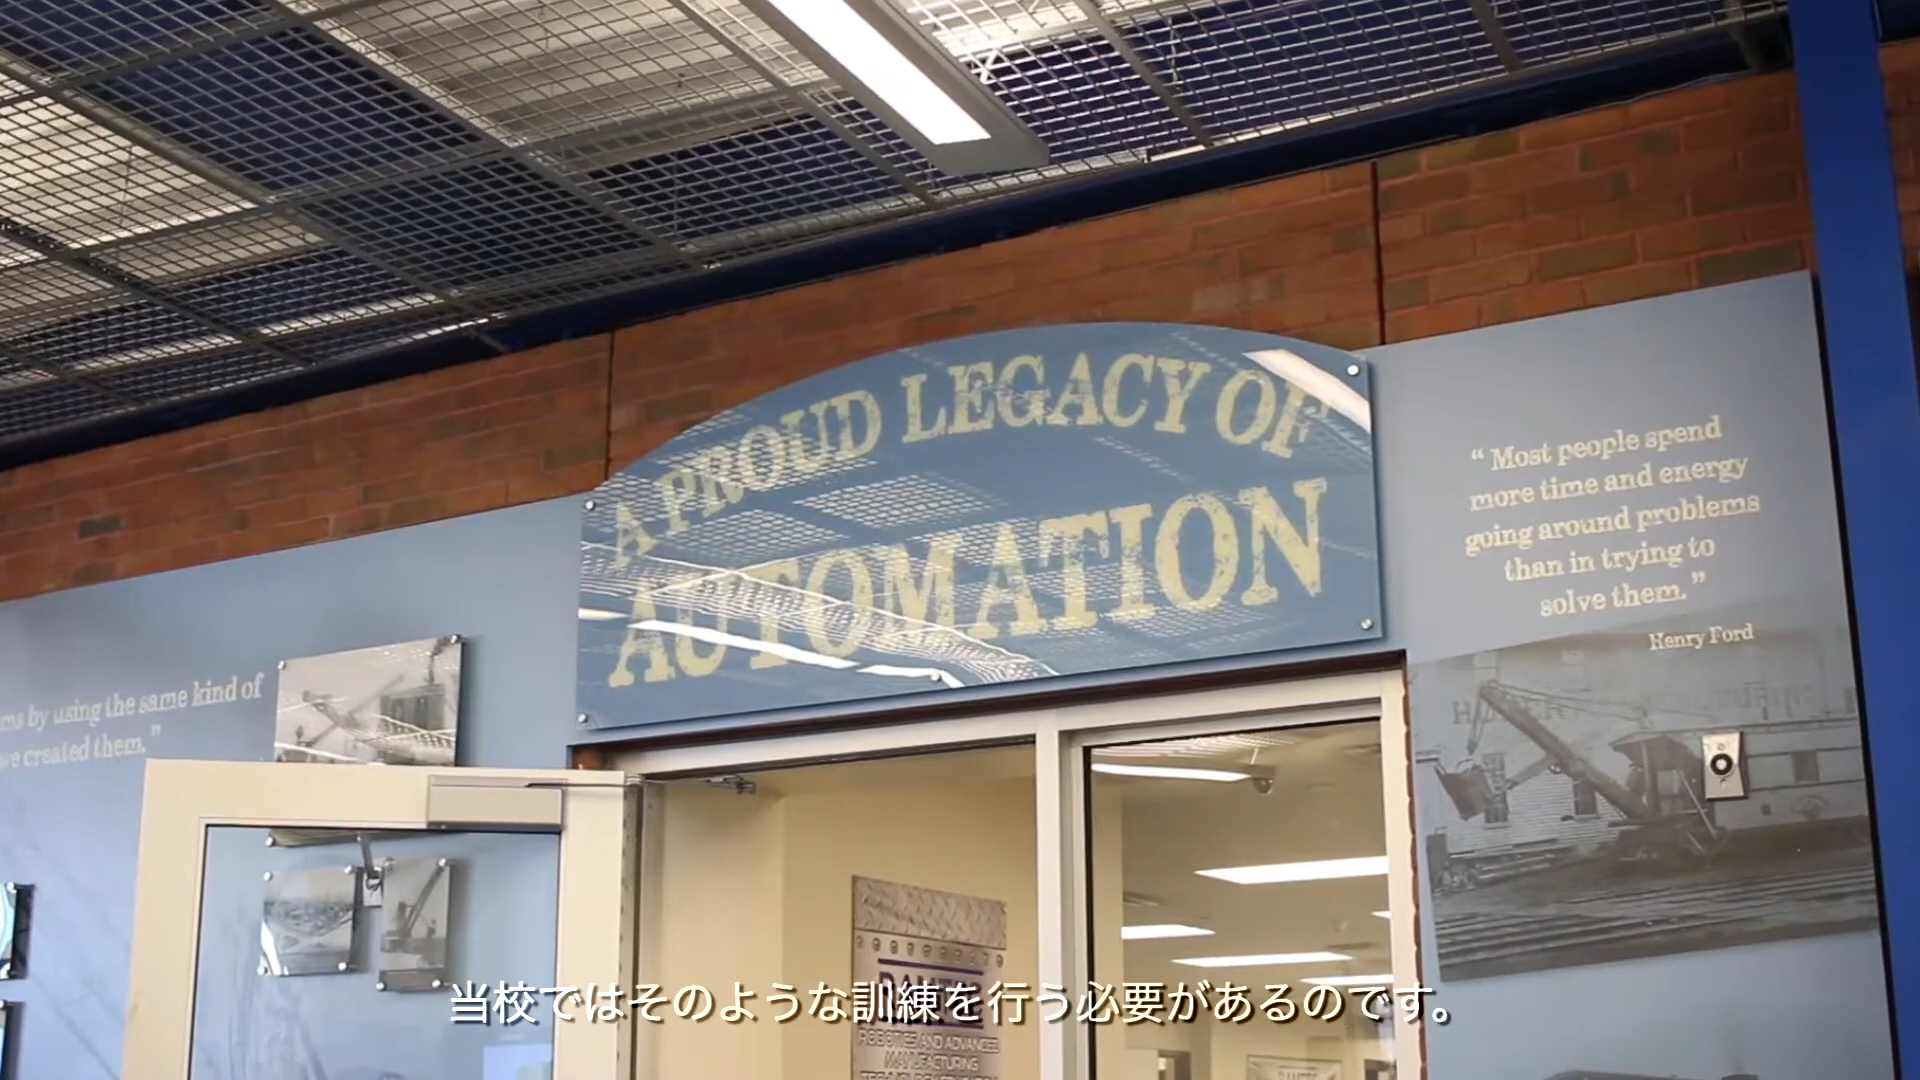 A PROUD LEGACY OF
AUTOMATION
“ Most people spend
more time and energy
going around problems
than in trying to
solve them.”
Henry Ford
by using the same kind of
we created them.”
ROBOTICS AND ADVANCED
MANUFACTURING
当校ではそのような訓練を行う必要があるのです。